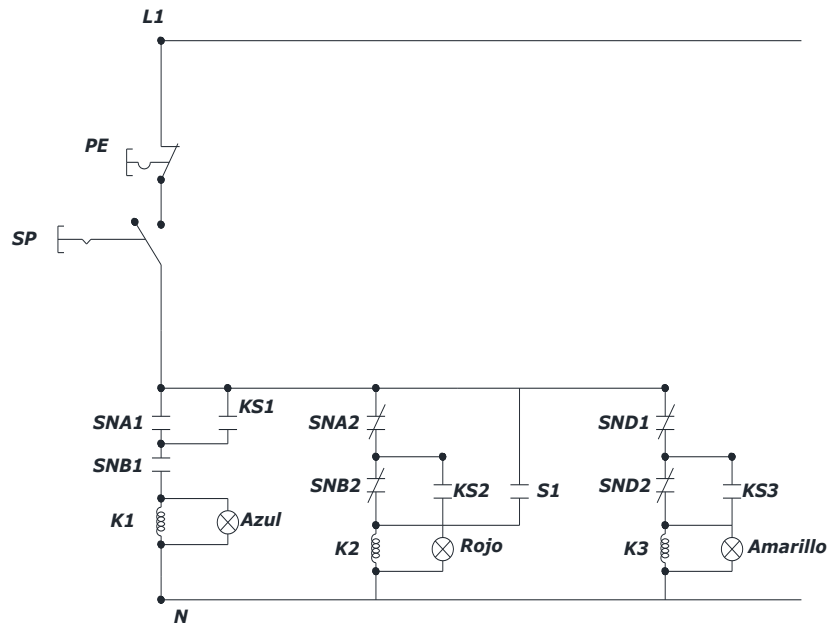 L1
PE
SP
SNA1
KS1
SNA2
SND1
SNB1
SNB2
KS2
S1
SND2
KS3
K1
Azul
K2
Rojo
K3
Amarillo
N